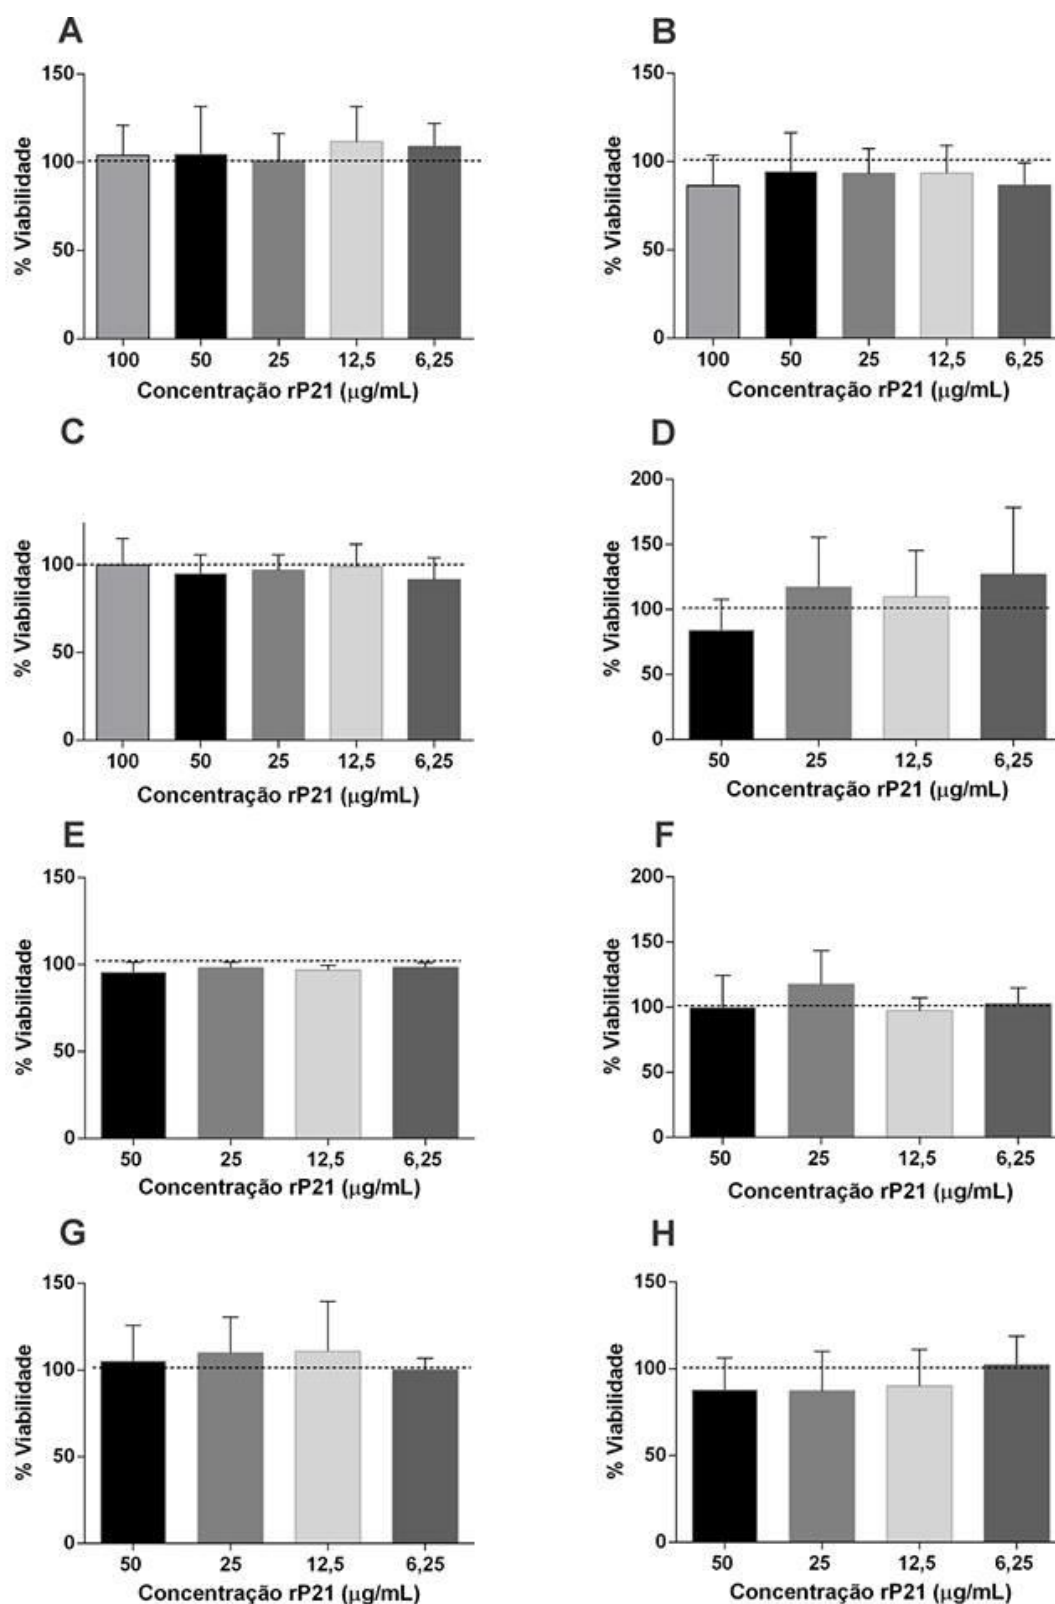 A
% Viabilidade
150
100
50
0
100 50 25 12,5 6,25
Concentração rP21 (µg/mL)
B
% Viabilidade
150
100
50
0
100 50 25 12,5 6,25
Concentração rP21 (µg/mL)
C
% Viabilidade
100
50
0
100 50 25 12,5 6,25
Concentração rP21 (µg/mL)
D
% Viabilidade
200
150
100
50
0
50 25 12,5 6,25
Concentração rP21 (µg/mL)
E
% Viabilidade
150
100
50
0
50 25 12,5 6,25
Concentração rP21 (µg/mL)
F
% Viabilidade
200
150
100
50
0
50 25 12,5 6,25
Concentração rP21 (µg/mL)
G
% Viabilidade
150
100
50
0
50 25 12,5 6,25
Concentração rP21 (µg/mL)
H
% Viabilidade
150
100
50
0
50 25 12,5 6,25
Concentração rP21 (µg/mL)